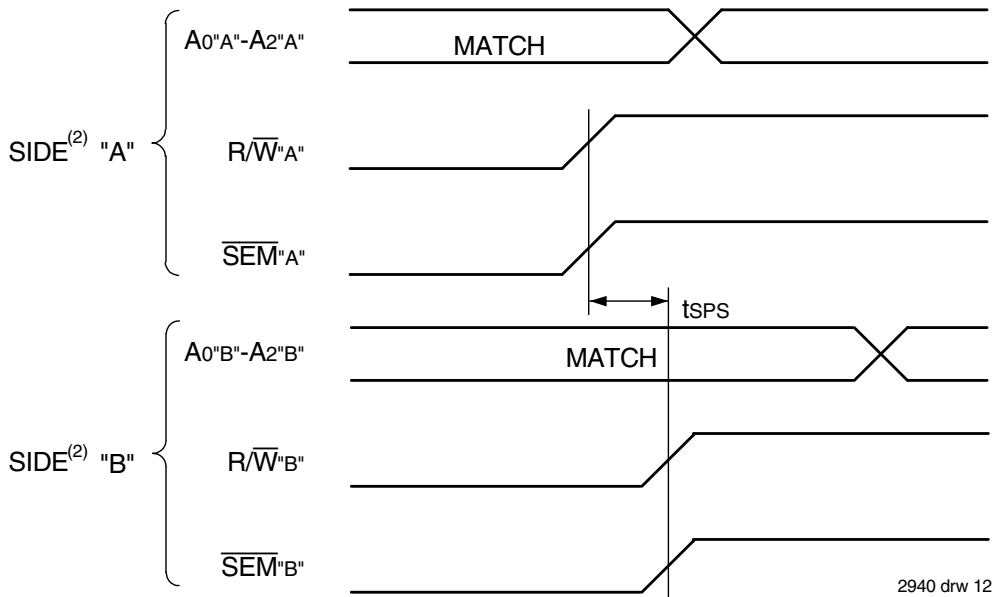 A0"A"-A2"A"
MATCH
SIDE(2) "A"
R/W"A"
SEM"A"
tSPS
A0"B"-A2"B"
MATCH
SIDE(2) "B"
R/W"B"
SEM"B"
2940 drw 12